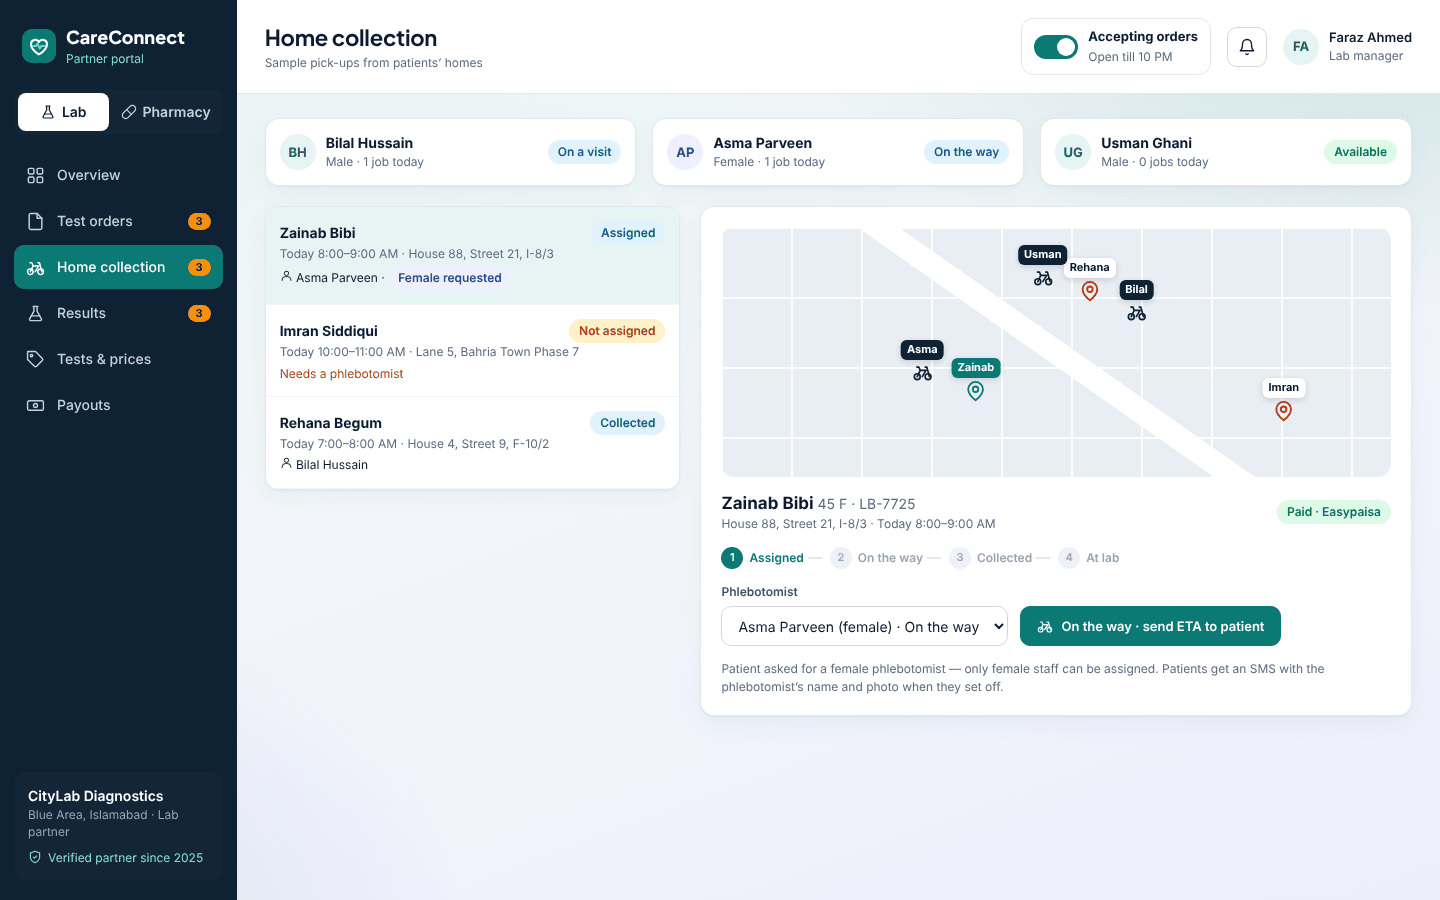 CareConnect
Partner portal
Lab
Pharmacy
Overview
Test orders 3
Home collection 3
Results 3
Tests & prices
Payouts
CityLab Diagnostics
Blue Area, Islamabad · Lab
partner
Verified partner since 2025
Home collection
Sample pick-ups from patients’ homes
Accepting orders
Open till 10 PM
FA
Faraz Ahmed
Lab manager
BH
Bilal Hussain
Male · 1 job today
On a visit
AP
Asma Parveen
Female · 1 job today
On the way
UG
Usman Ghani
Male · 0 jobs today
Available
Zainab Bibi
Assigned
Today 8:00–9:00 AM · House 88, Street 21, I-8/3
Asma Parveen · Female requested
Imran Siddiqui
Not assigned
Today 10:00–11:00 AM · Lane 5, Bahria Town Phase 7
Needs a phlebotomist
Rehana Begum
Collected
Today 7:00–8:00 AM · House 4, Street 9, F-10/2
Bilal Hussain
Usman
Rehana
Bilal
Asma
Zainab
Imran
Zainab Bibi 45 F · LB-7725
House 88, Street 21, I-8/3 · Today 8:00–9:00 AM
Paid · Easypaisa
1 Assigned
2 On the way
3 Collected
4 At lab
Phlebotomist
Asma Parveen (female) · On the way
On the way · send ETA to patient
Patient asked for a female phlebotomist — only female staff can be assigned. Patients get an SMS with the
phlebotomist’s name and photo when they set off.